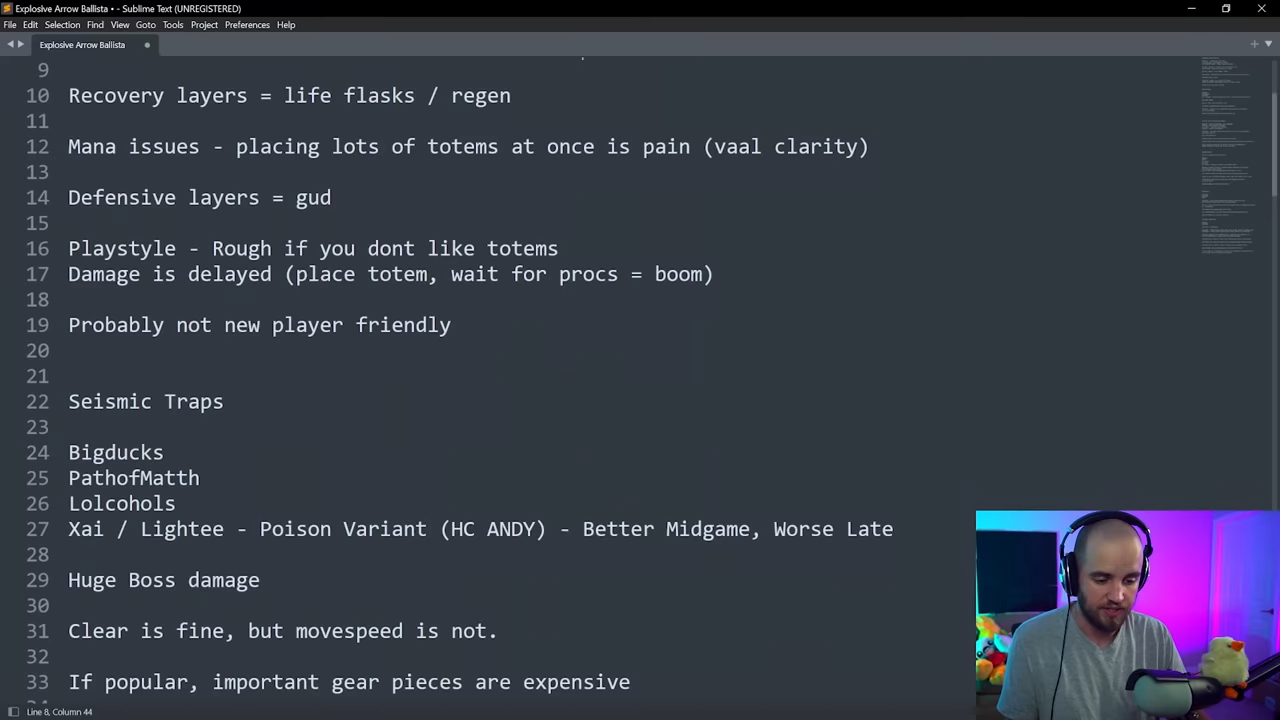 Explosive Arrow Ballista • - Sublime Text (UNREGISTERED)
File Edit Selection Find View Goto Tools Project Preferences Help
Explosive Arrow Ballista
9
10 Recovery layers = life flasks / regen
11
12 Mana issues - placing lots of totems at once is pain (vaal clarity)
13
14 Defensive layers = gud
15
16 Playstyle - Rough if you dont like totems
17 Damage is delayed (place totem, wait for procs = boom)
18
19 Probably not new player friendly
20
21
22 Seismic Traps
23
24 Bigducks
25 PathofMatth
26 Lolcohols
27 Xai / Lightee - Poison Variant (HC ANDY) - Better Midgame, Worse Late
28
29 Huge Boss damage
30
31 Clear is fine, but movespeed is not.
32
33 If popular, important gear pieces are expensive
Line 8, Column 44